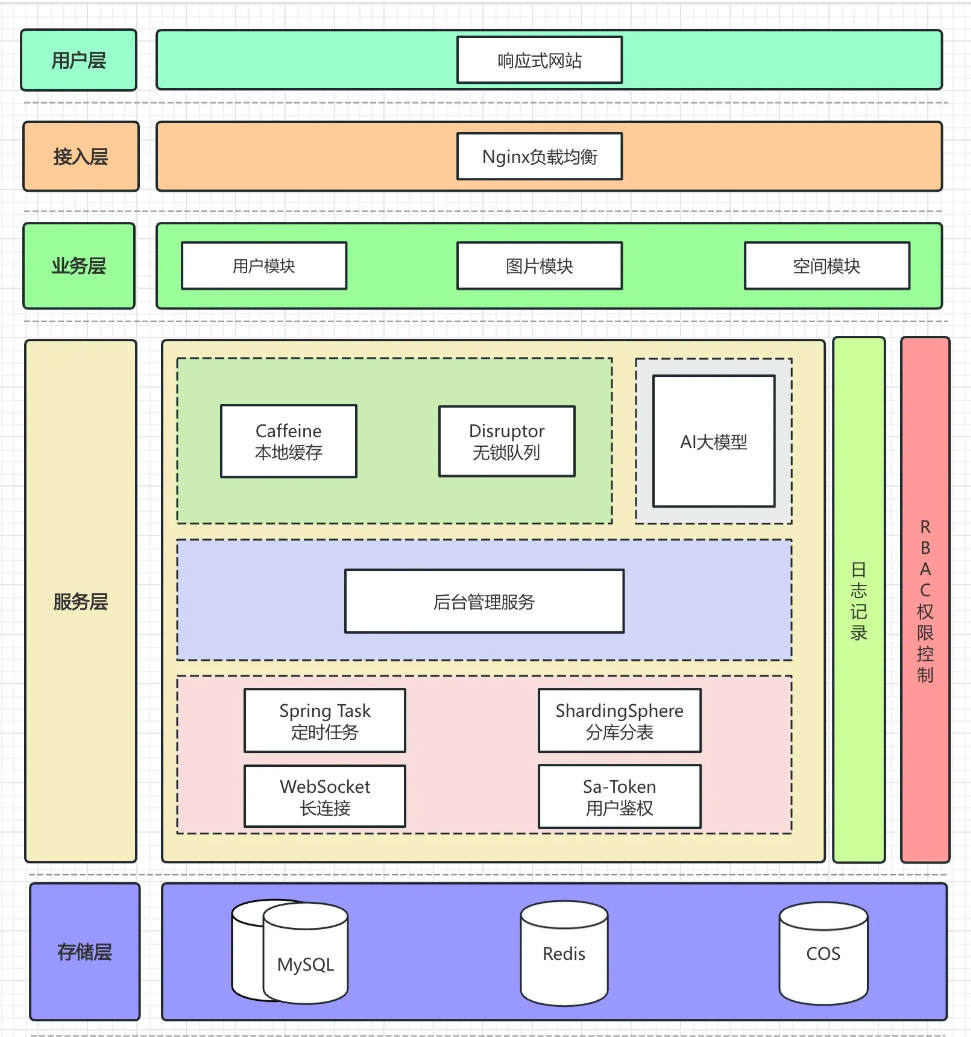 用户层
响应式网站
接入层
Nginx负载均衡
业务层
用户模块
图片模块
空间模块
服务层
Caffeine
本地缓存
Disruptor
无锁队列
AI大模型
后台管理服务
Spring Task
定时任务
ShardingSphere
分库分表
WebSocket
长连接
Sa-Token
用户鉴权
日志记录
RBAC权限控制
存储层
MySQL
Redis
COS